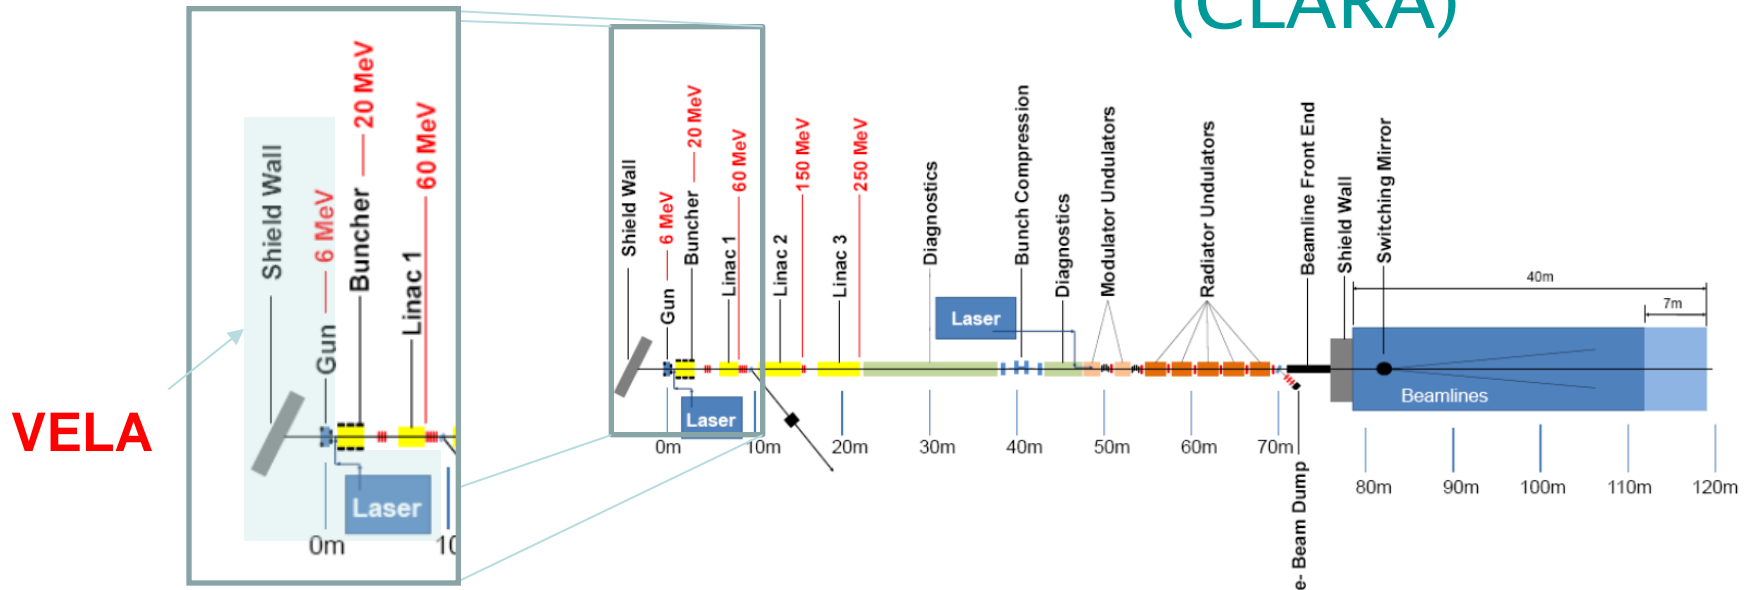 (CLARA)
VELA
Shield Wall
Gun
6 MeV
Buncher
20 MeV
Linac 1
60 MeV
Laser
0m
10
Shield Wall
Gun
6 MeV
Buncher
20 MeV
Linac 1
60 MeV
Linac 2
150 MeV
Linac 3
250 MeV
Diagnostics
Bunch Compression
Diagnostics
Modulator Undulators
Radiator Undulators
Beamline Front End
Shield Wall
Switching Mirror
40m
7m
Laser
Laser
Beamlines
0m
10m
20m
30m
40m
50m
60m
70m
e- Beam Dump
80m
90m
100m
110m
120m